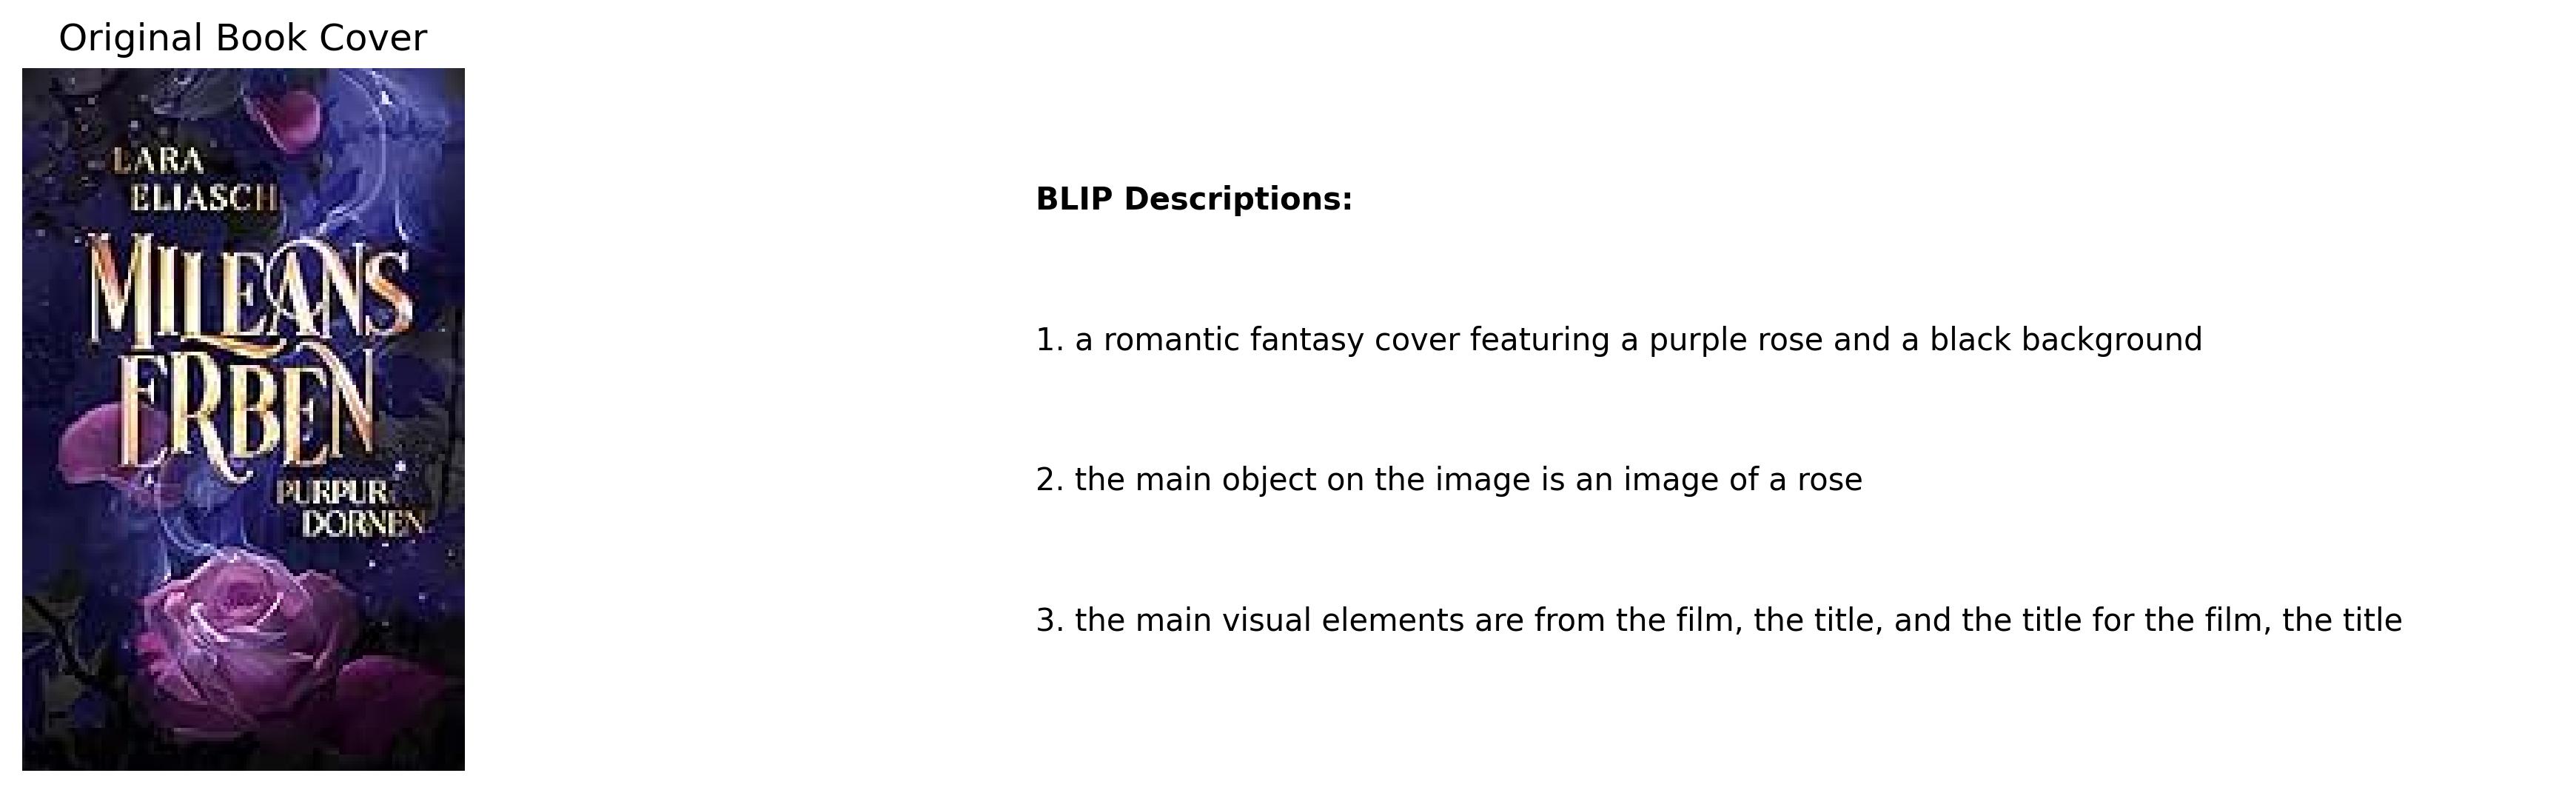 Original Book Cover
LARA
ELIASCH
MILEANS
ERBEN
PURPUR
DORNEN
BLIP Descriptions:
1. a romantic fantasy cover featuring a purple rose and a black background
2. the main object on the image is an image of a rose
3. the main visual elements are from the film, the title, and the title for the film, the title